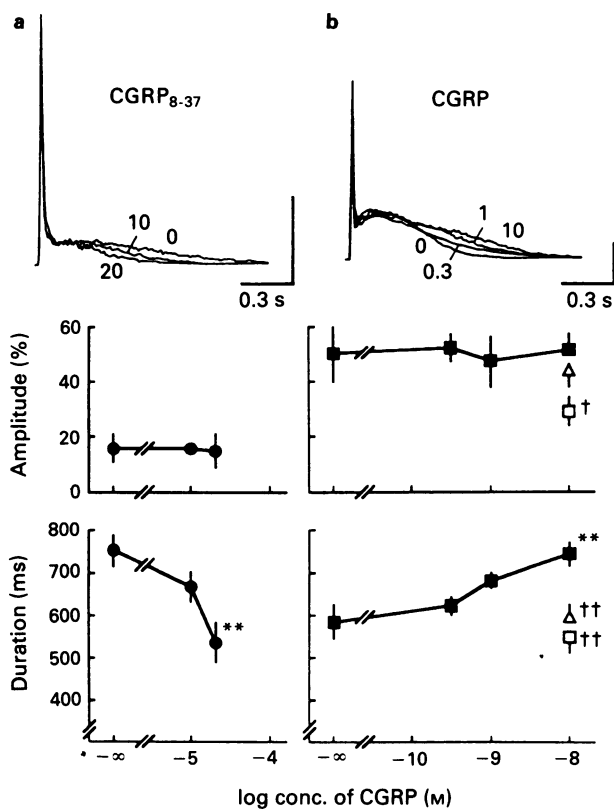 a
b
CGRP8-37
CGRP
10 0
20
1
10
0
0.3
0.3 s
0.3 s
Amplitude (%)
60
40
20
0
†
Duration (ms)
800
700
600
500
400
**
**
††
††
−∞ −5 −4
−∞ −10 −9 −8
log conc. of CGRP (M)